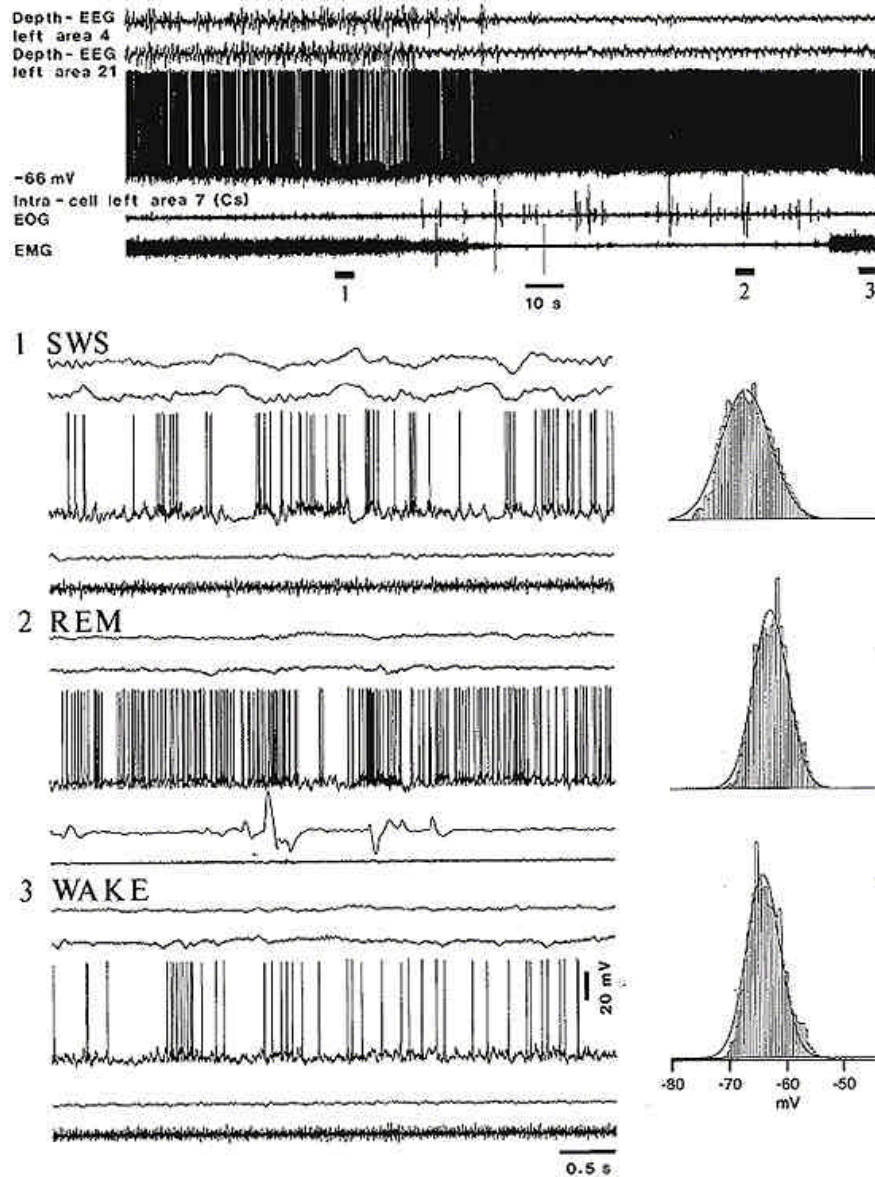 Depth-EEG
left area 4
Depth-EEG
left area 21
-66 mV
Intra-cell left area 7 (Cs)
EOG
EMG
1
10 s
2
3
1 SWS
2 REM
3 WAKE
20 mV
-80 -70 -60 -50
mV
0.5 s